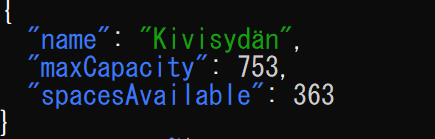 {
"name": "Kivisydän",
"maxCapacity": 753,
"spacesAvailable": 363
}